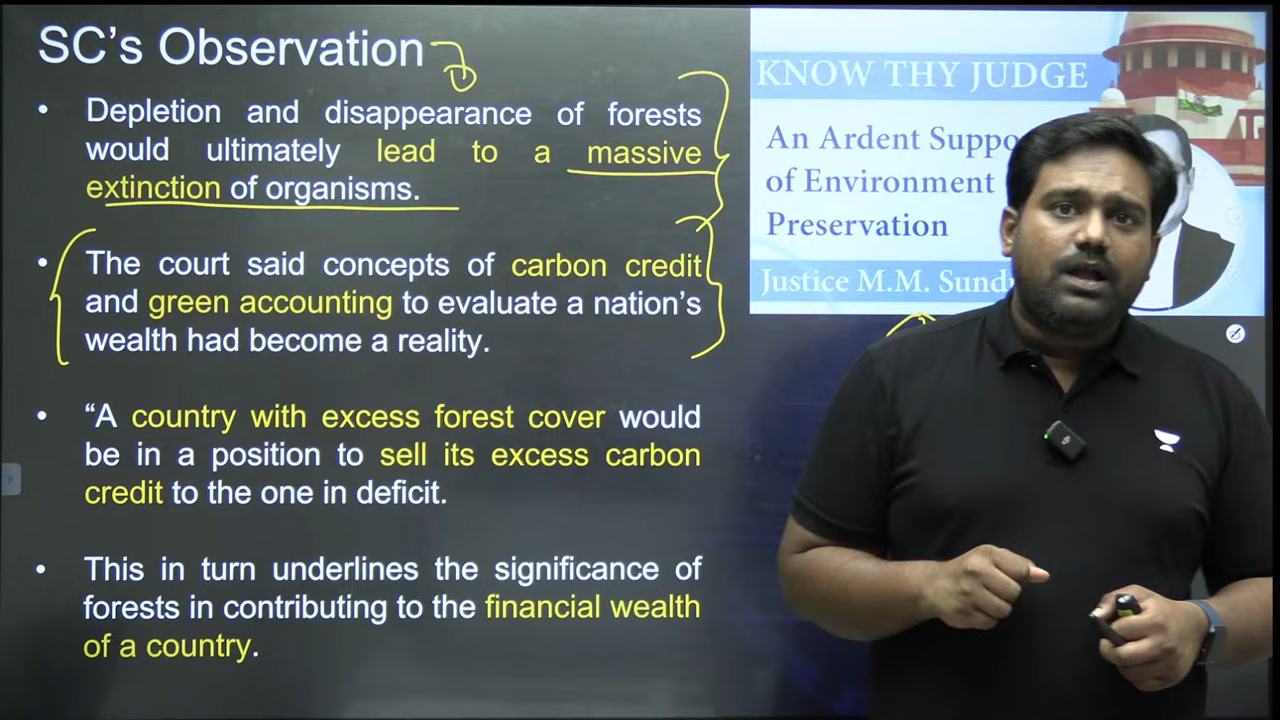 SC's Observation
• Depletion and disappearance of forests
would ultimately lead to a massive
extinction of organisms.
• The court said concepts of carbon credit
and green accounting to evaluate a nation's
wealth had become a reality.
• “A country with excess forest cover would
be in a position to sell its excess carbon
credit to the one in deficit.
• This in turn underlines the significance of
forests in contributing to the financial wealth
of a country.
KNOW THY JUDGE
An Ardent Suppo
of Environment
Preservation
Justice M.M. Sund